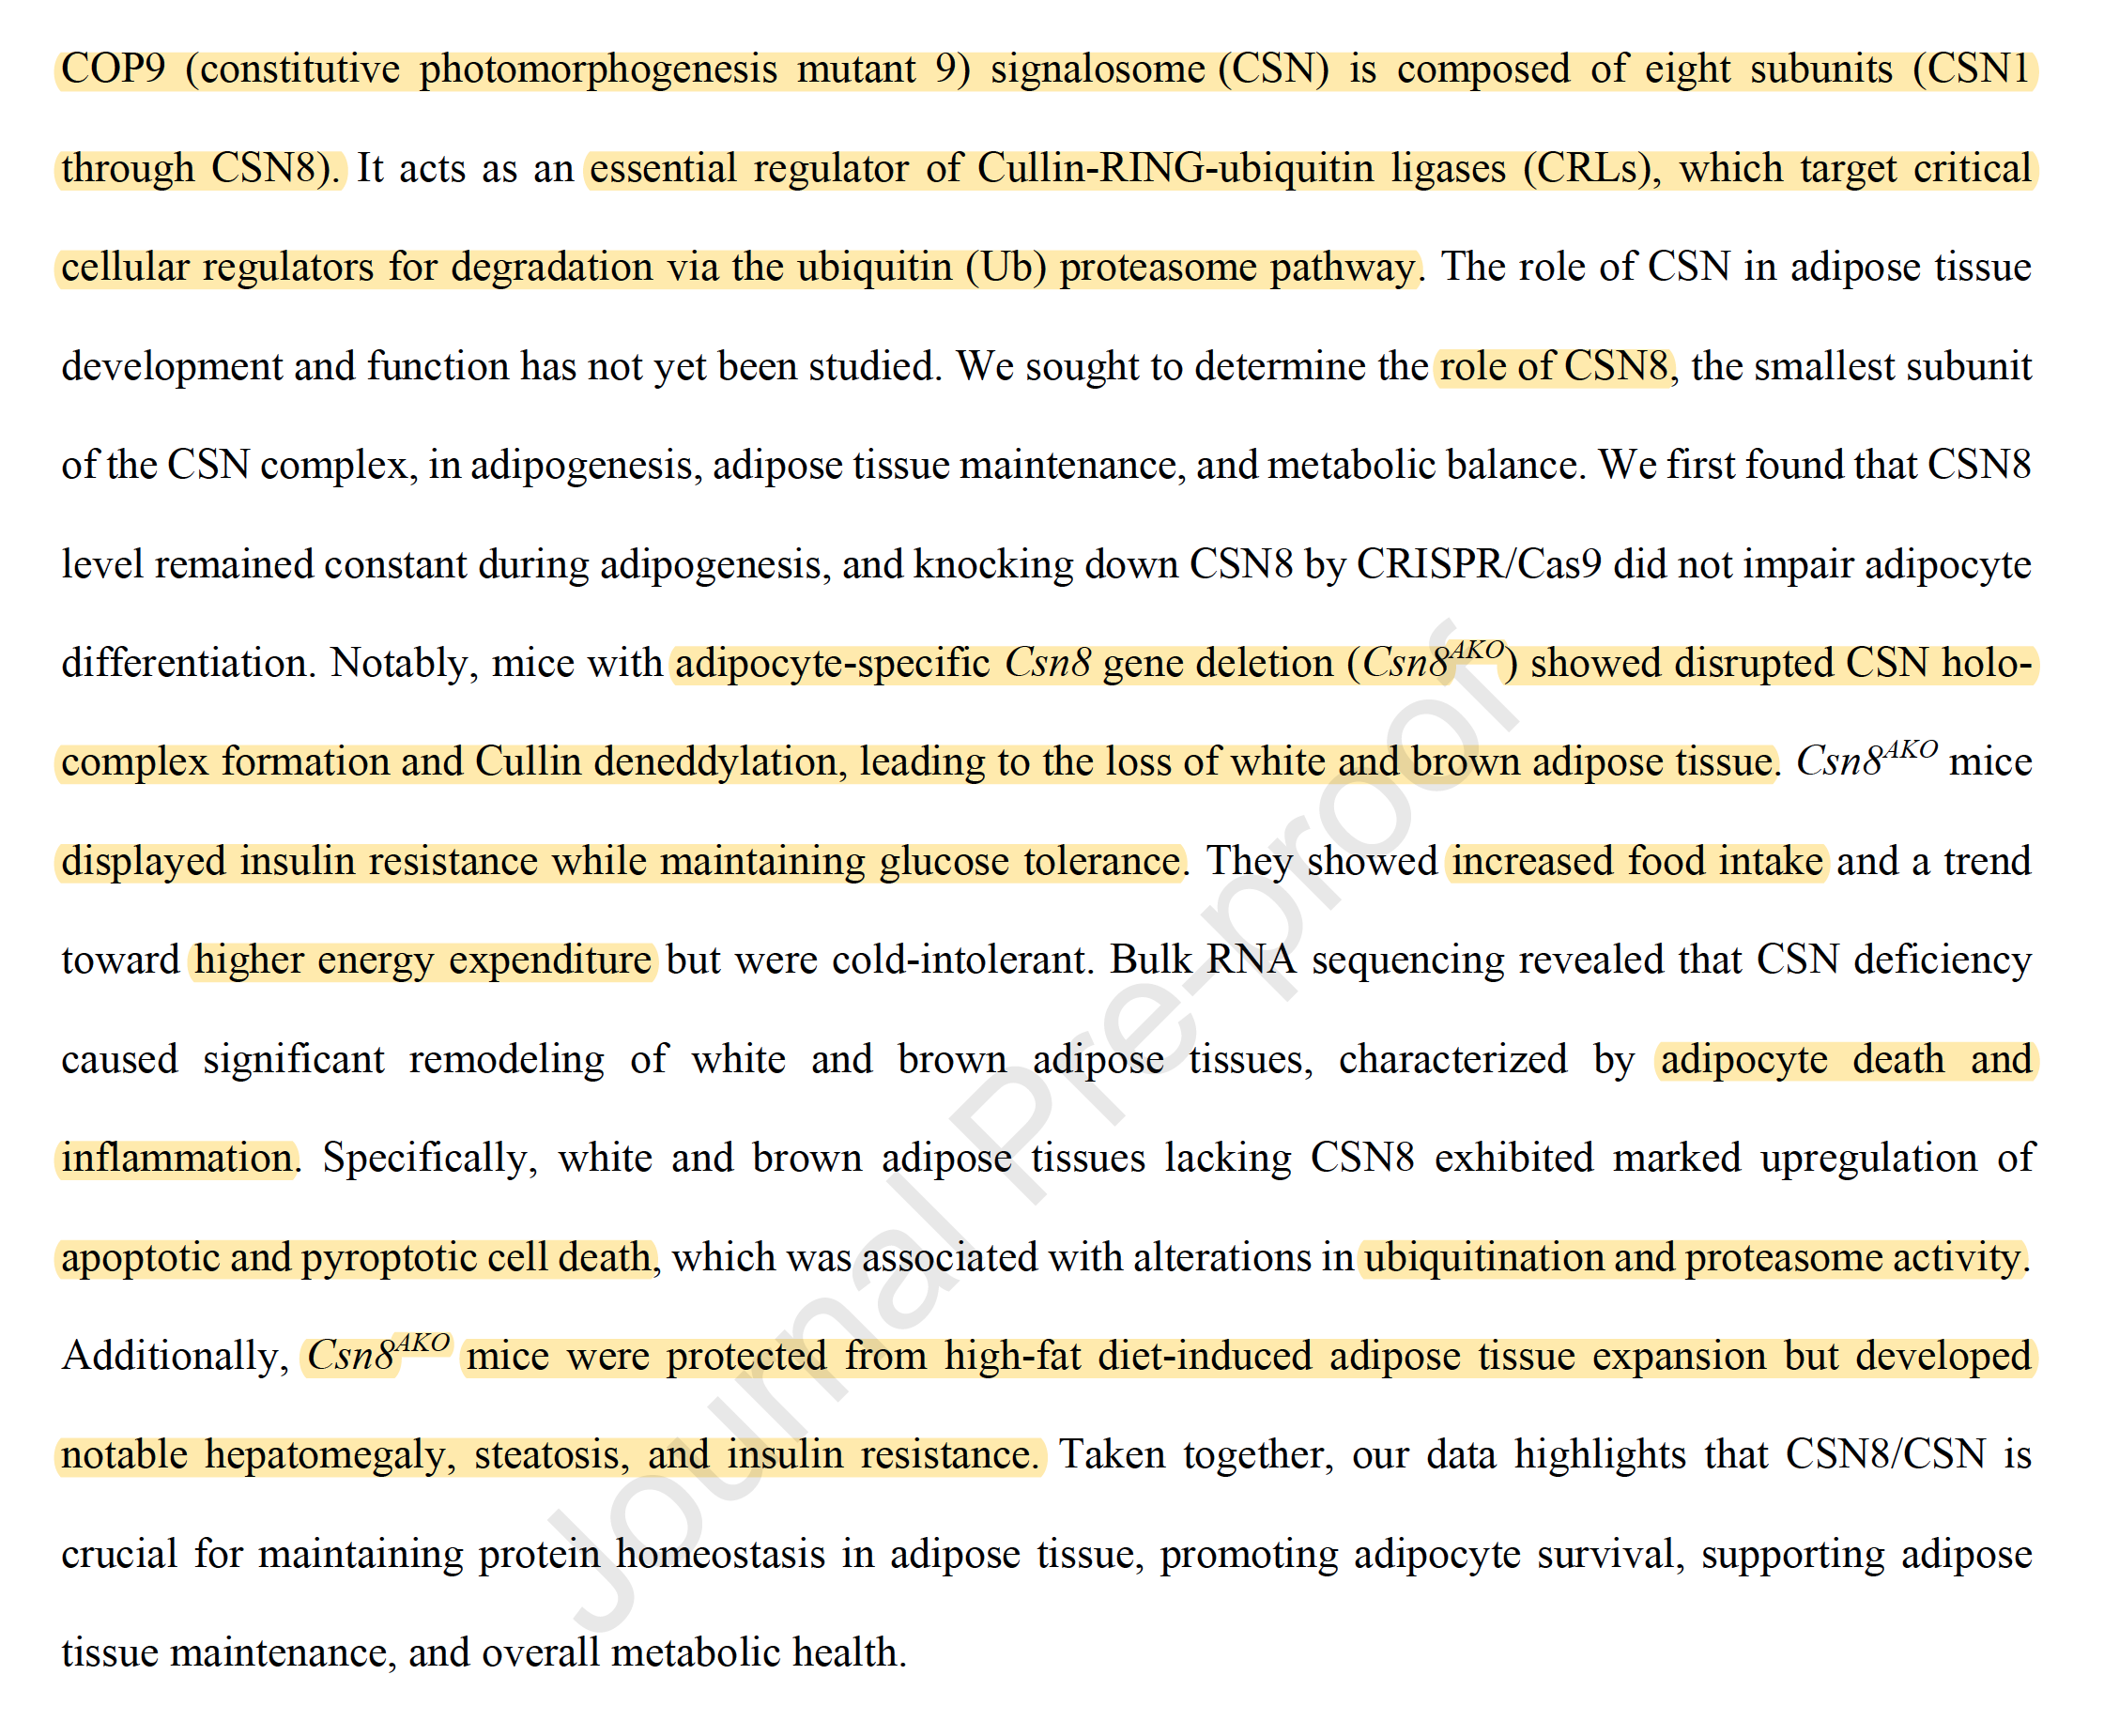 COP9 (constitutive photomorphogenesis mutant 9) signalosome (CSN) is composed of eight subunits (CSN1
through CSN8). It acts as an essential regulator of Cullin-RING-ubiquitin ligases (CRLs), which target critical
cellular regulators for degradation via the ubiquitin (Ub) proteasome pathway. The role of CSN in adipose tissue
development and function has not yet been studied. We sought to determine the role of CSN8, the smallest subunit
of the CSN complex, in adipogenesis, adipose tissue maintenance, and metabolic balance. We first found that CSN8
level remained constant during adipogenesis, and knocking down CSN8 by CRISPR/Cas9 did not impair adipocyte
differentiation. Notably, mice with adipocyte-specific Csn8 gene deletion (Csn8AKO) showed disrupted CSN holo-
complex formation and Cullin deneddylation, leading to the loss of white and brown adipose tissue. Csn8AKO mice
displayed insulin resistance while maintaining glucose tolerance. They showed increased food intake and a trend
toward higher energy expenditure but were cold-intolerant. Bulk RNA sequencing revealed that CSN deficiency
caused significant remodeling of white and brown adipose tissues, characterized by adipocyte death and
inflammation. Specifically, white and brown adipose tissues lacking CSN8 exhibited marked upregulation of
apoptotic and pyroptotic cell death, which was associated with alterations in ubiquitination and proteasome activity.
Additionally, Csn8AKO mice were protected from high-fat diet-induced adipose tissue expansion but developed
notable hepatomegaly, steatosis, and insulin resistance. Taken together, our data highlights that CSN8/CSN is
crucial for maintaining protein homeostasis in adipose tissue, promoting adipocyte survival, supporting adipose
tissue maintenance, and overall metabolic health.
Journal Pre-proof